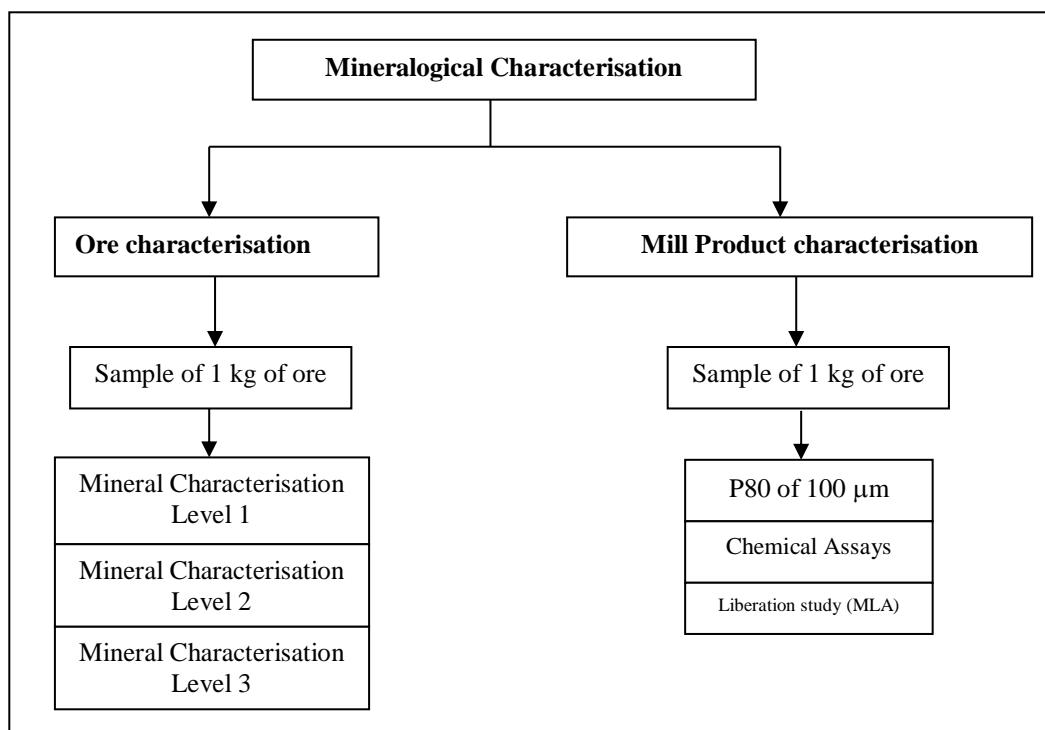 Mineralogical Characterisation
Ore characterisation
Mill Product characterisation
Sample of 1 kg of ore
Sample of 1 kg of ore
Mineral Characterisation
Level 1
Mineral Characterisation
Level 2
Mineral Characterisation
Level 3
P80 of 100 μm
Chemical Assays
Liberation study (MLA)